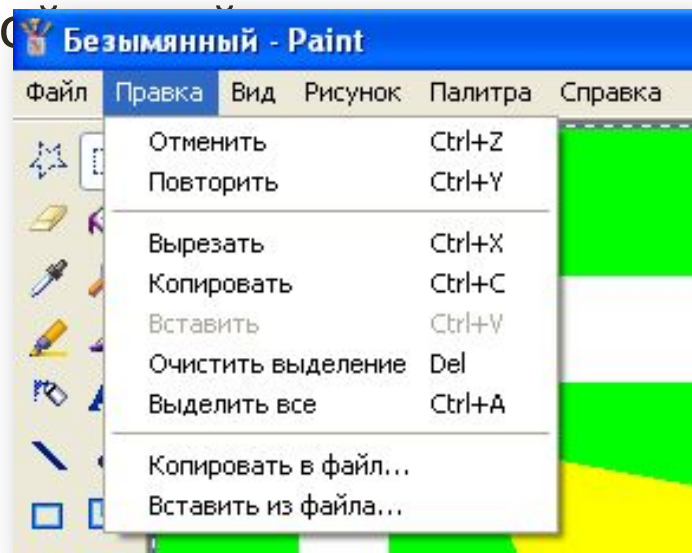 Безымянный - Paint
Файл Правка Вид Рисунок Палитра Справка
Отменить Ctrl+Z
Повторить Ctrl+Y
Вырезать Ctrl+X
Копировать Ctrl+C
Вставить Ctrl+V
Очистить выделение Del
Выделить все Ctrl+A
Копировать в файл...
Вставить из файла...